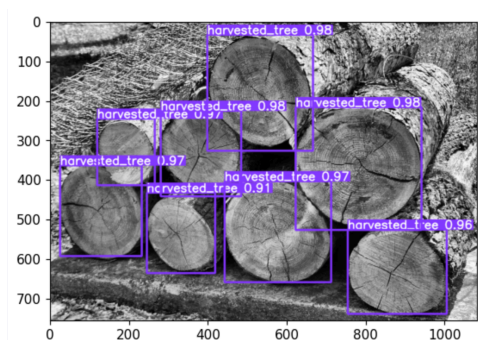 0
harvested_tree 0.98
100
harvested_tree 0.98
harvested_tree 0.98
200
harvested_tree 0.97
300
harvested_tree 0.97
400
harvested_tree 0.97
harvested_tree 0.91
500
harvested_tree 0.96
600
700
0 200 400 600 800 1000